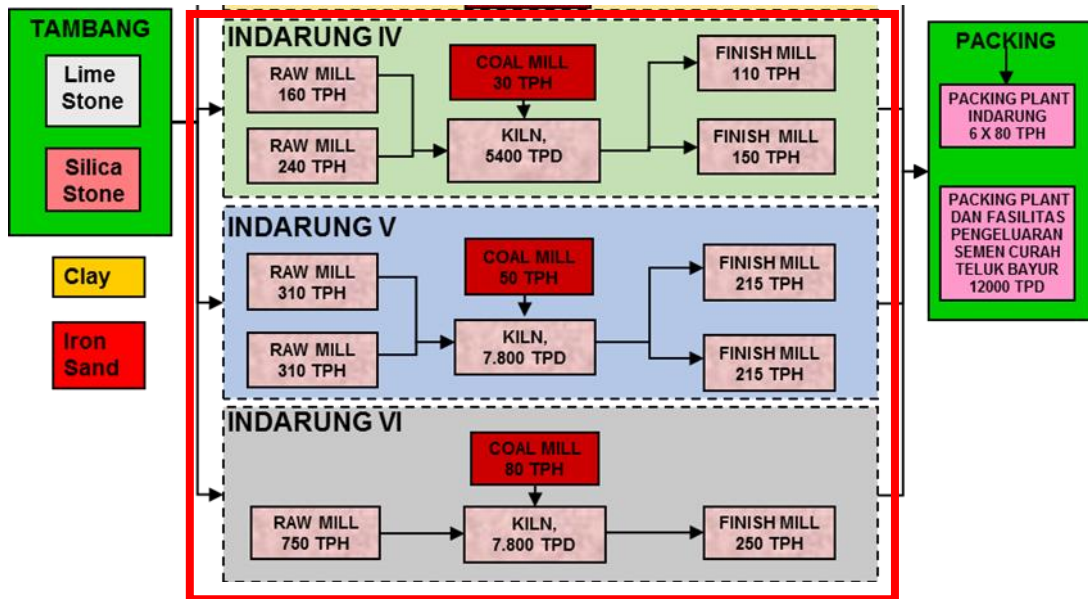 TAMBANG
Lime
Stone
Silica
Stone
Clay
Iron
Sand
INDARUNG IV
RAW MILL
160 TPH
RAW MILL
240 TPH
COAL MILL
30 TPH
KILN,
5400 TPD
FINISH MILL
110 TPH
FINISH MILL
150 TPH
INDARUNG V
RAW MILL
310 TPH
RAW MILL
310 TPH
COAL MILL
50 TPH
KILN,
7.800 TPD
FINISH MILL
215 TPH
FINISH MILL
215 TPH
INDARUNG VI
RAW MILL
750 TPH
COAL MILL
80 TPH
KILN,
7.800 TPD
FINISH MILL
250 TPH
PACKING
PACKING PLANT
INDARUNG
6 X 80 TPH
PACKING PLANT
DAN FASILITAS
PENGELUARAN
SEMEN CURAH
TELUK BAYUR
12000 TPD